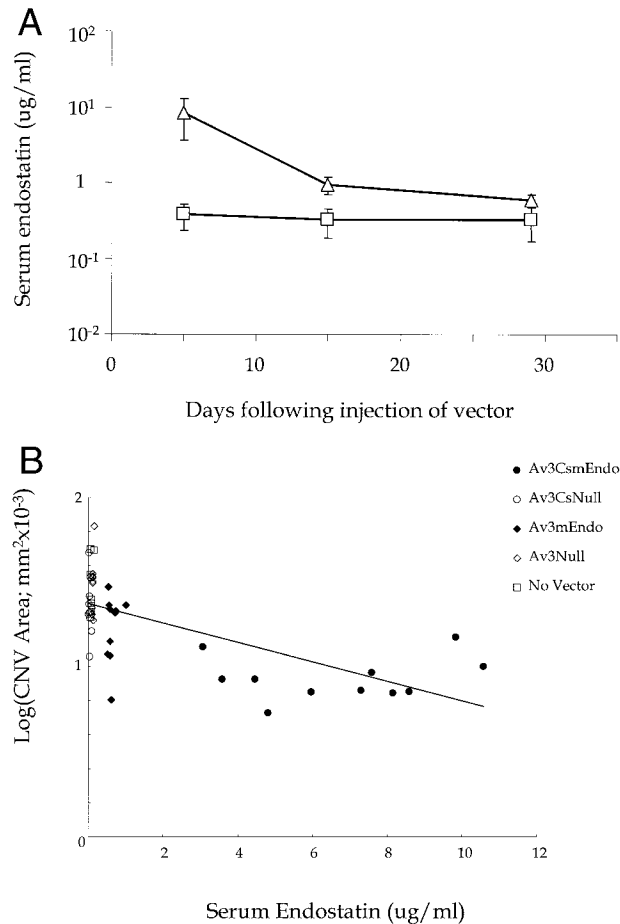 A
Serum endostatin (ug/ml)
10²
10¹
1
10⁻¹
10⁻²
0 10 20 30
Days following injection of vector
B
Log(CNV Area; mm²x10⁻³)
2
1
0
2 4 6 8 10 12
Serum Endostatin (ug/ml)
Av3CsmEndo
Av3CsNull
Av3mEndo
Av3Null
No Vector